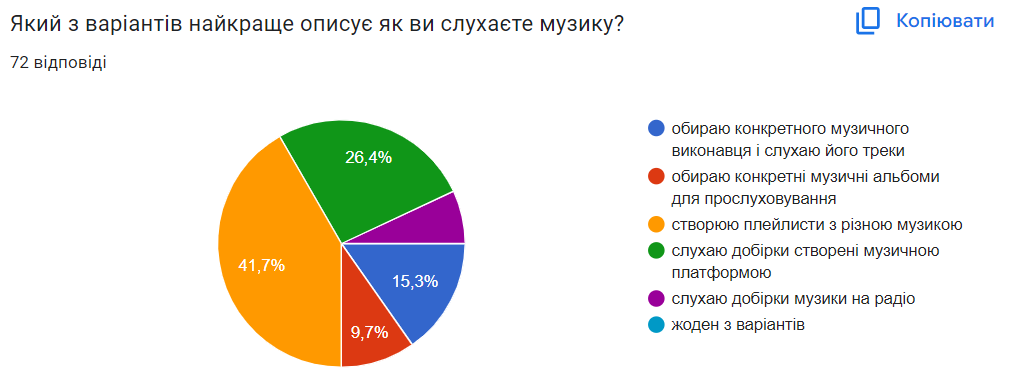 Який з варіантів найкраще описує як ви слухаєте музику?
Копіювати
72 відповіді
26,4%
41,7%
15,3%
9,7%
обираю конкретного музичного
виконавця і слухаю його треки
обираю конкретні музичні альбоми
для прослуховування
створюю плейлисти з різною музикою
слухаю добірки створені музичною
платформою
слухаю добірки музики на радіо
жоден з варіантів